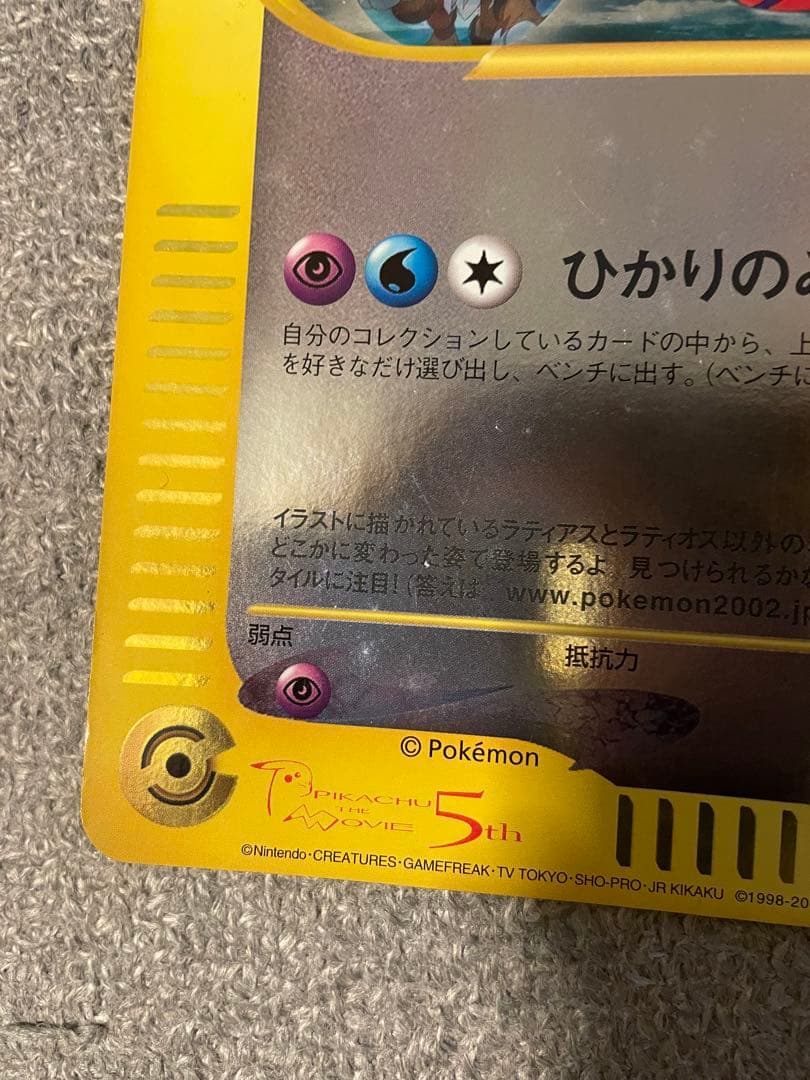 ひかりの
自分のコレクションしているカードの中から、上
を好きなだけ選び出し、ベンチに出す。(ベンチに
イラストに描かれているラティアスとラティオス以外の
どこかに変わった姿で登場するよ 見つけられるかな
タイルに注目!(答えは www.pokemon2002.jp
弱点
抵抗力
© Pokémon
PIKACHU
THE
MOVIE 5th
©Nintendo・CREATURES・GAMEFREAK・TV TOKYO・SHO-PRO・JR KIKAKU ©1998-20